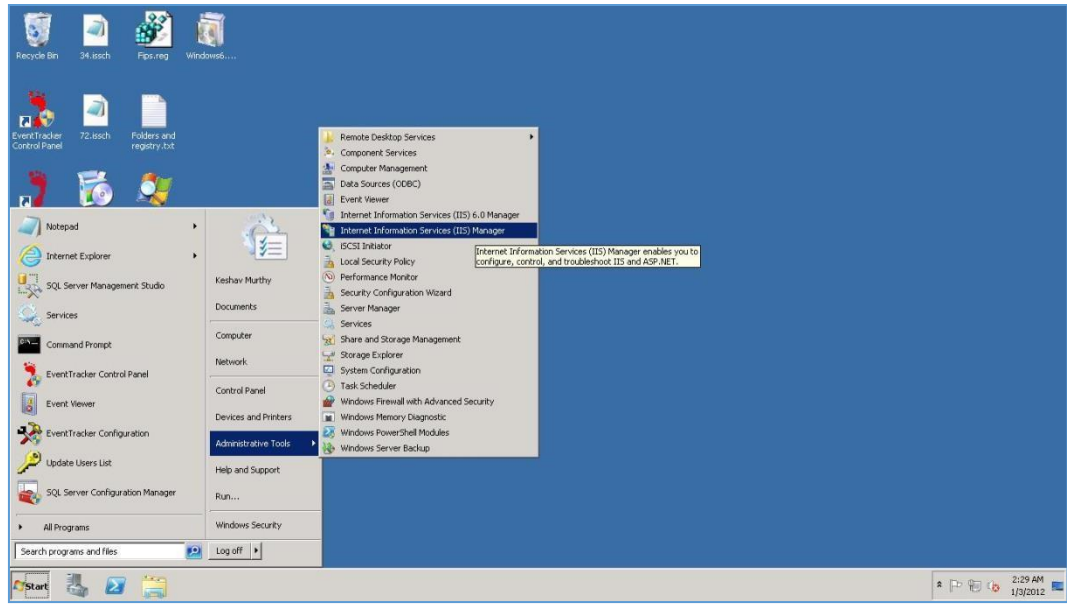 Recycle Bin
34.issch
Fips.reg
Windows6....
EventTracker
Control Panel
72.issch
Folders and
registry.txt
Notepad
Internet Explorer
SQL Server Management Studio
Services
Command Prompt
EventTracker Control Panel
Event Viewer
EventTracker Configuration
Update Users List
SQL Server Configuration Manager
All Programs
Search programs and files
Keshav Murthy
Documents
Computer
Network
Control Panel
Devices and Printers
Administrative Tools
Help and Support
Run...
Windows Security
Log off
Remote Desktop Services
Component Services
Computer Management
Data Sources (ODBC)
Event Viewer
Internet Information Services (IIS) 6.0 Manager
Internet Information Services (IIS) Manager
iSCSI Initiator
Local Security Policy
Performance Monitor
Security Configuration Wizard
Server Manager
Services
Share and Storage Management
Storage Explorer
System Configuration
Task Scheduler
Windows Firewall with Advanced Security
Windows Memory Diagnostic
Windows PowerShell Modules
Windows Server Backup
Internet Information Services (IIS) Manager enables you to
configure, control, and troubleshoot IIS and ASP.NET.
Start
2:29 AM
1/3/2012